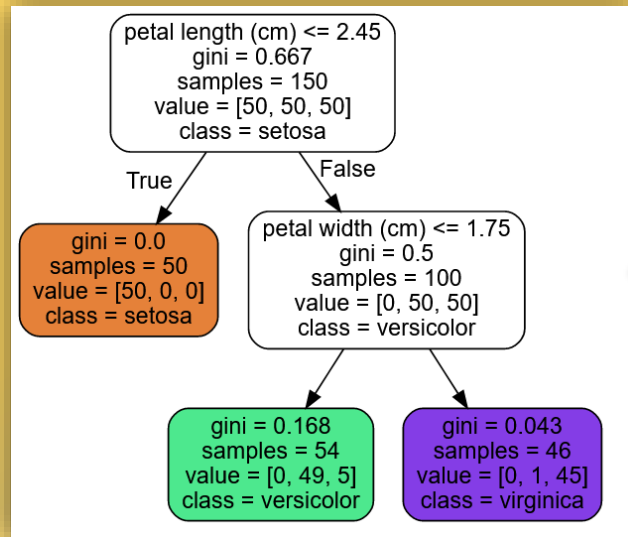 petal length (cm) <= 2.45
gini = 0.667
samples = 150
value = [50, 50, 50]
class = setosa
True
False
gini = 0.0
samples = 50
value = [50, 0, 0]
class = setosa
petal width (cm) <= 1.75
gini = 0.5
samples = 100
value = [0, 50, 50]
class = versicolor
gini = 0.168
samples = 54
value = [0, 49, 5]
class = versicolor
gini = 0.043
samples = 46
value = [0, 1, 45]
class = virginica